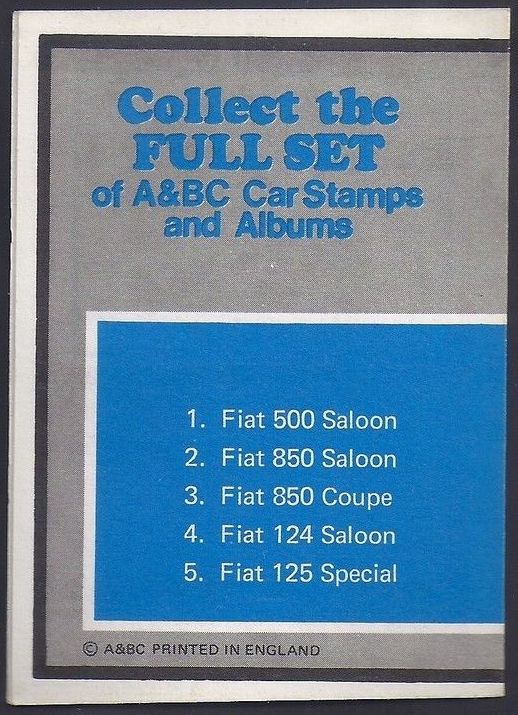 Collect the
FULL SET
of A&BC Car Stamps
and Albums
1. Fiat 500 Saloon
2. Fiat 850 Saloon
3. Fiat 850 Coupe
4. Fiat 124 Saloon
5. Fiat 125 Special
© A&BC PRINTED IN ENGLAND